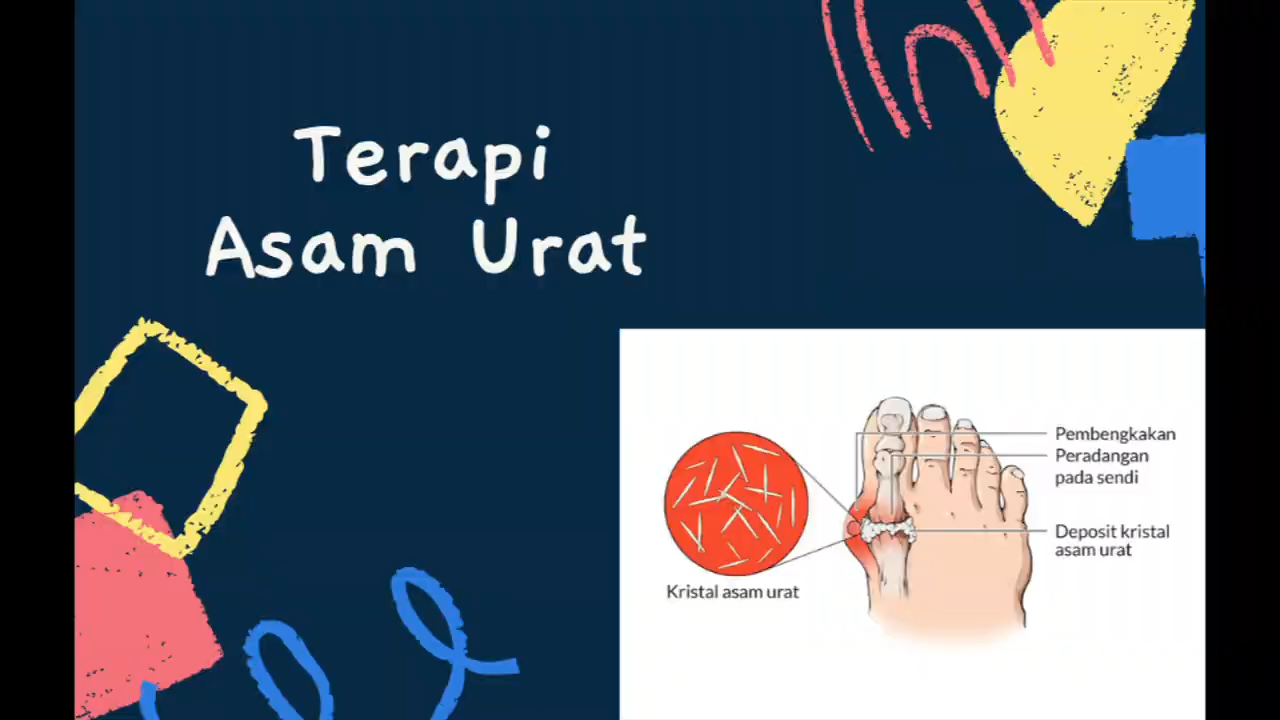 Terapi
Asam Urat
Pembengkakan
Peradangan
pada sendi
Deposit kristal
asam urat
Kristal asam urat